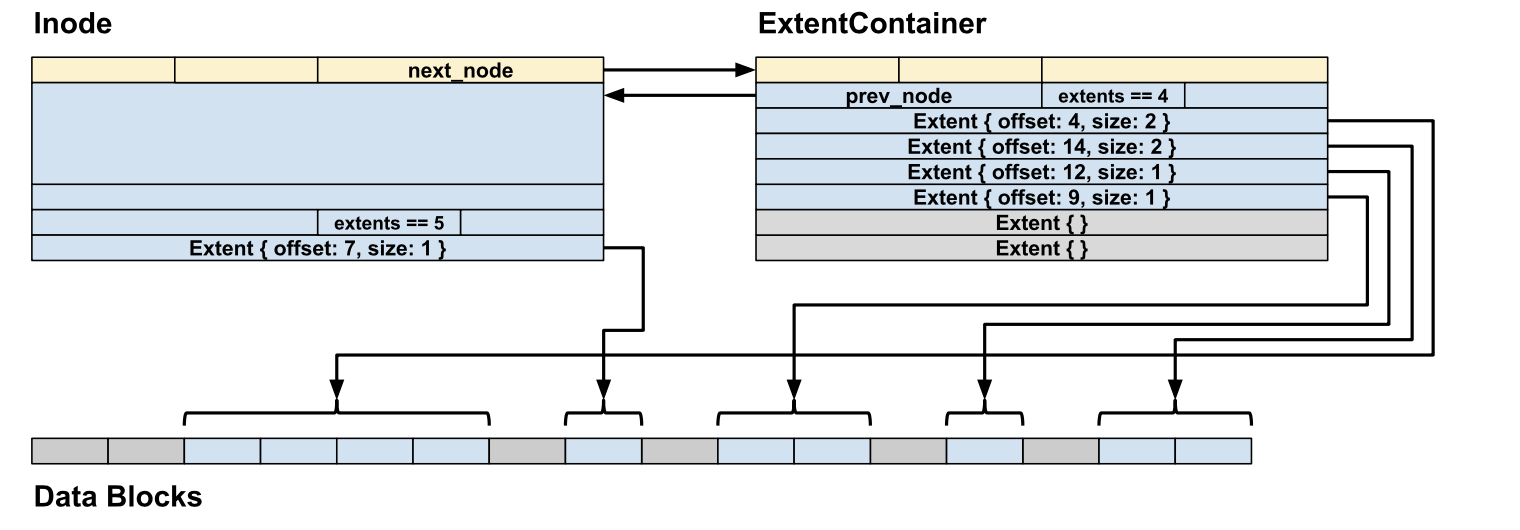 Inode
next_node
extents == 5
Extent { offset: 7, size: 1 }
ExtentContainer
prev_node
extents == 4
Extent { offset: 4, size: 2 }
Extent { offset: 14, size: 2 }
Extent { offset: 12, size: 1 }
Extent { offset: 9, size: 1 }
Extent { }
Extent { }
Data Blocks